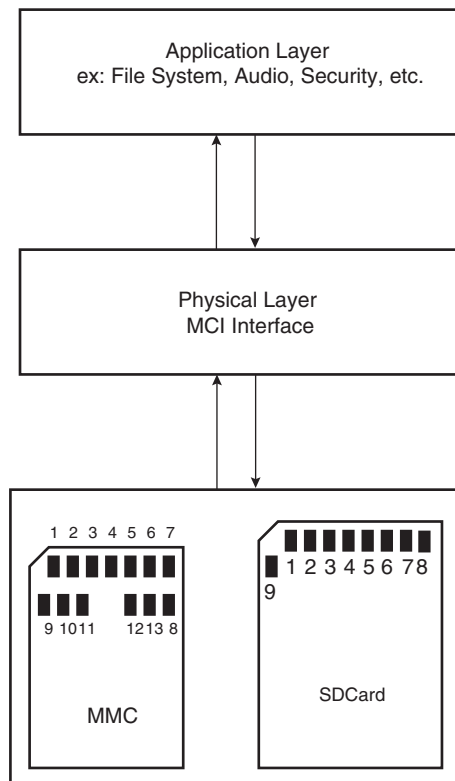 Application Layer
ex: File System, Audio, Security, etc.
Physical Layer
MCI Interface
1 2 3 4 5 6 7
9 10 11 12 13 8
MMC
1 2 3 4 5 6 7 8
9
SDCard